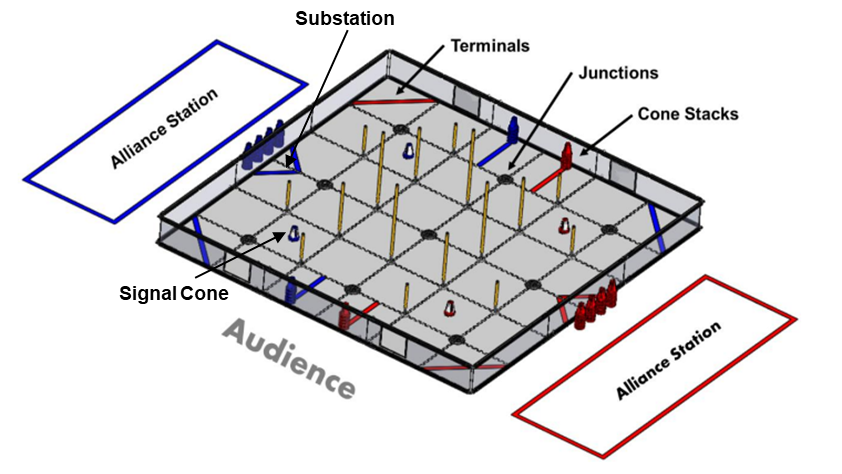 Substation
Terminals
Junctions
Cone Stacks
Alliance Station
Signal Cone
Audience
Alliance Station